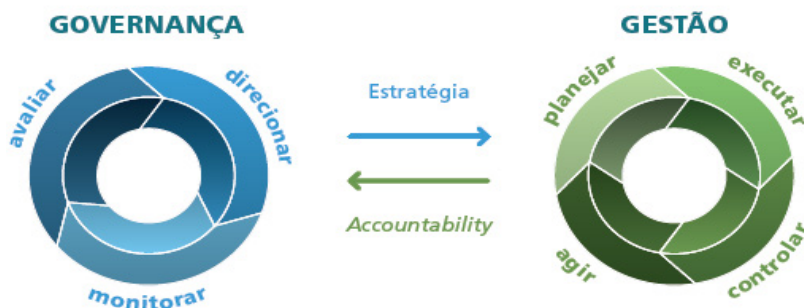 GOVERNANÇA
avaliar
direcionar
monitorar
Estratégia
Accountability
GESTÃO
planejar
executar
agir
controlar